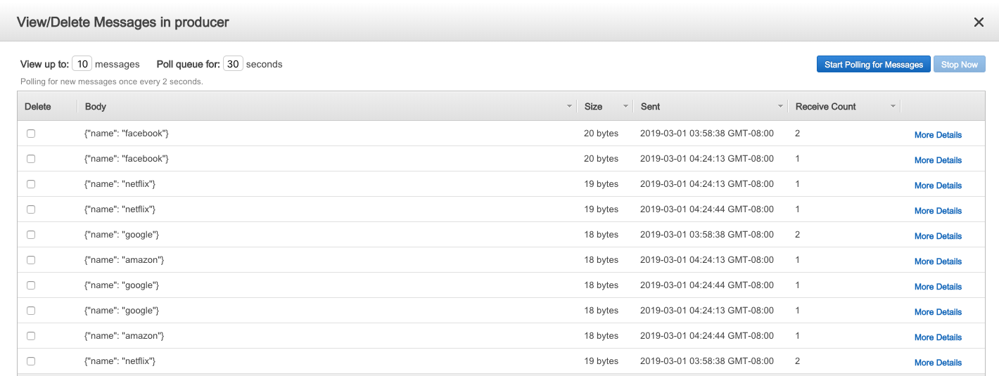 View/Delete Messages in producer
View up to: 10 messages Poll queue for: 30 seconds Start Polling for Messages Stop Now
Polling for new messages once every 2 seconds.
Delete Body Size Sent Receive Count
{"name": "facebook"} 20 bytes 2019-03-01 03:58:38 GMT-08:00 2 More Details
{"name": "facebook"} 20 bytes 2019-03-01 04:24:13 GMT-08:00 1 More Details
{"name": "netflix"} 19 bytes 2019-03-01 04:24:13 GMT-08:00 1 More Details
{"name": "netflix"} 19 bytes 2019-03-01 04:24:44 GMT-08:00 1 More Details
{"name": "google"} 18 bytes 2019-03-01 03:58:38 GMT-08:00 2 More Details
{"name": "amazon"} 18 bytes 2019-03-01 04:24:13 GMT-08:00 1 More Details
{"name": "google"} 18 bytes 2019-03-01 04:24:44 GMT-08:00 1 More Details
{"name": "google"} 18 bytes 2019-03-01 04:24:13 GMT-08:00 1 More Details
{"name": "amazon"} 18 bytes 2019-03-01 04:24:44 GMT-08:00 1 More Details
{"name": "netflix"} 19 bytes 2019-03-01 03:58:38 GMT-08:00 2 More Details